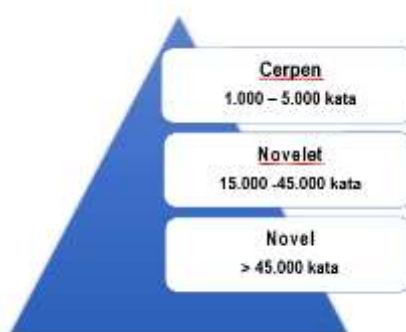 Cerpen
1.000 – 5.000 kata
Novelet
15.000 -45.000 kata
Novel
> 45.000 kata